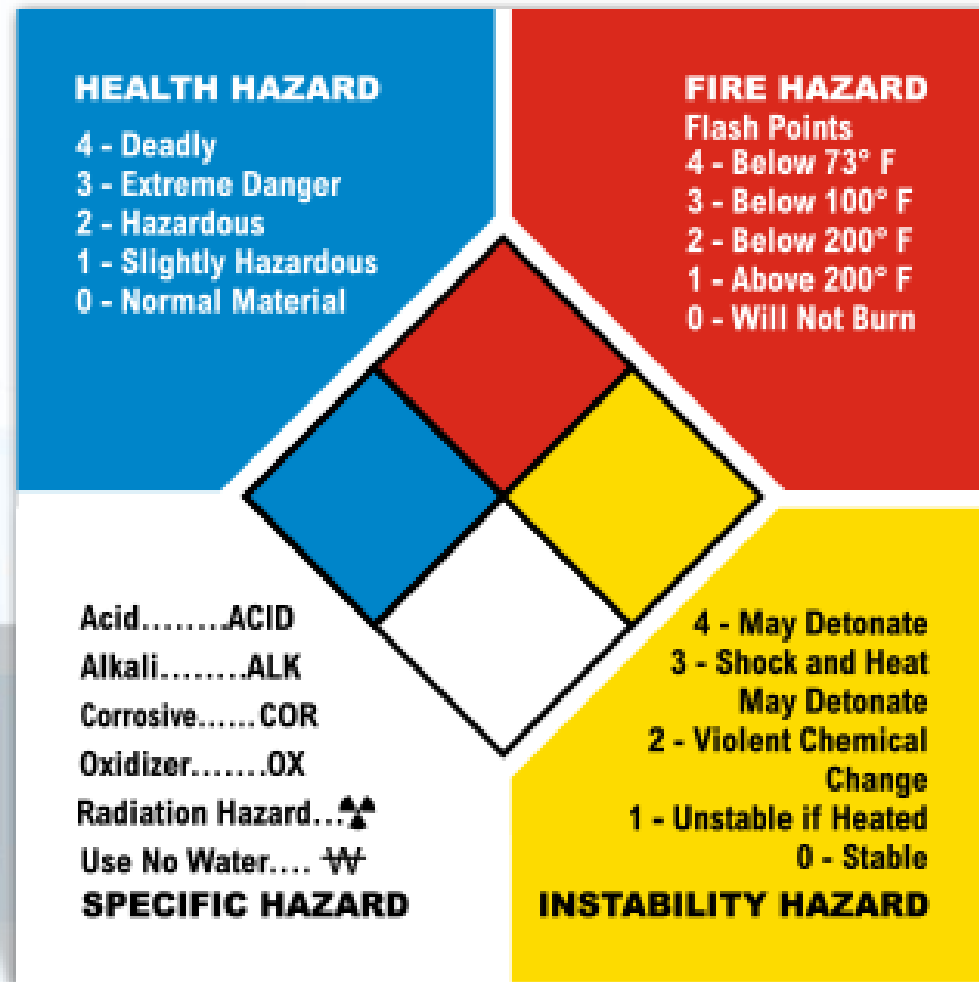 HEALTH HAZARD
4 - Deadly
3 - Extreme Danger
2 - Hazardous
1 - Slightly Hazardous
0 - Normal Material
FIRE HAZARD
Flash Points
4 - Below 73° F
3 - Below 100° F
2 - Below 200° F
1 - Above 200° F
0 - Will Not Burn
Acid........ACID
Alkali........ALK
Corrosive......COR
Oxidizer.......OX
Radiation Hazard...☢
Use No Water.... W̶
SPECIFIC HAZARD
4 - May Detonate
3 - Shock and Heat
May Detonate
2 - Violent Chemical
Change
1 - Unstable if Heated
0 - Stable
INSTABILITY HAZARD